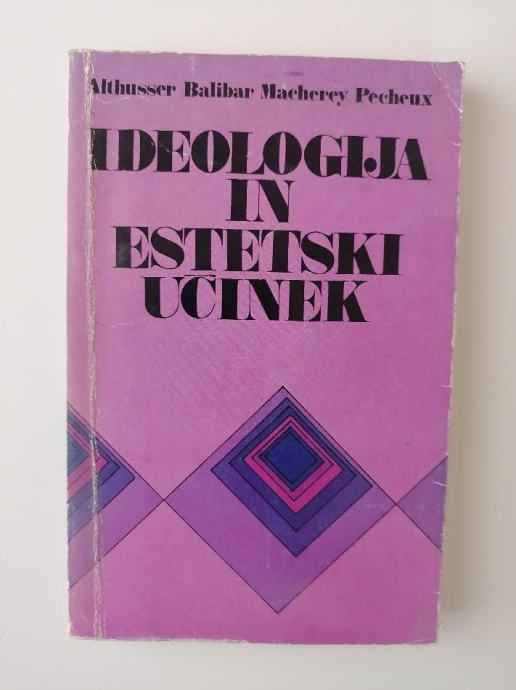 Althusser Balibar Macherey Pecheux
IDEOLOGIJA
IN
ESTETSKI
UČINEK